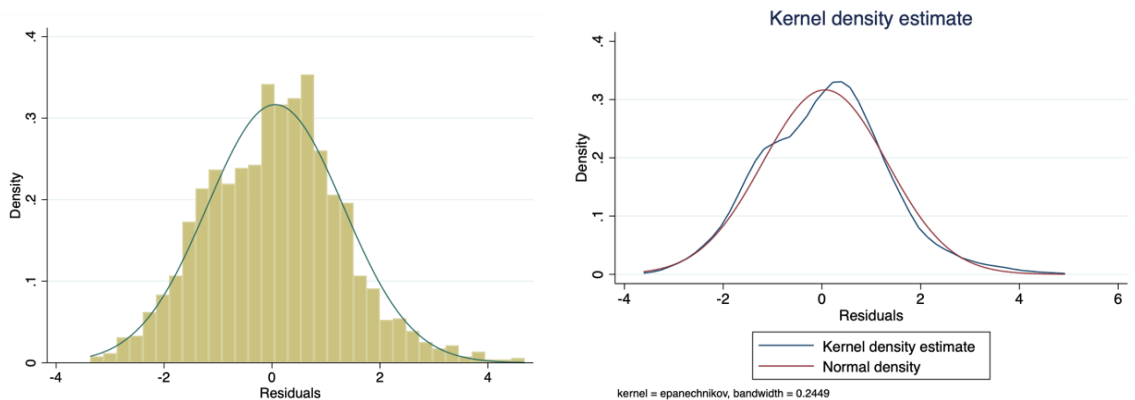 .4
.3
.2
.1
0
Density
-4 -2 0 2 4
Residuals
Kernel density estimate
.4
.3
.2
.1
0
Density
-4 -2 0 2 4 6
Residuals
Kernel density estimate
Normal density
kernel = epanechnikov, bandwidth = 0.2449